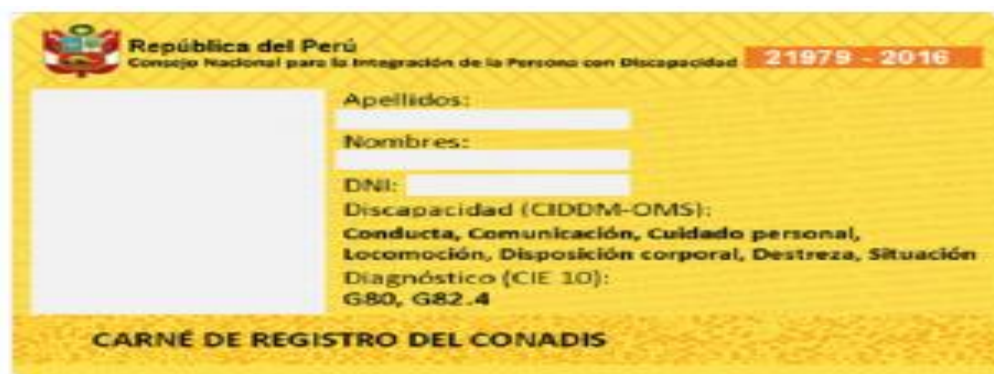 República del Perú
Consejo Nacional para la Integración de la Persona con Discapacidad
21979 - 2016
Apellidos:
Nombres:
DNI:
Discapacidad (CIDDM-OMS):
Conducta, Comunicación, Cuidado personal,
Locomoción, Disposición corporal, Destreza, Situación
Diagnóstico (CIE 10):
G80, G82.4
CARNÉ DE REGISTRO DEL CONADIS